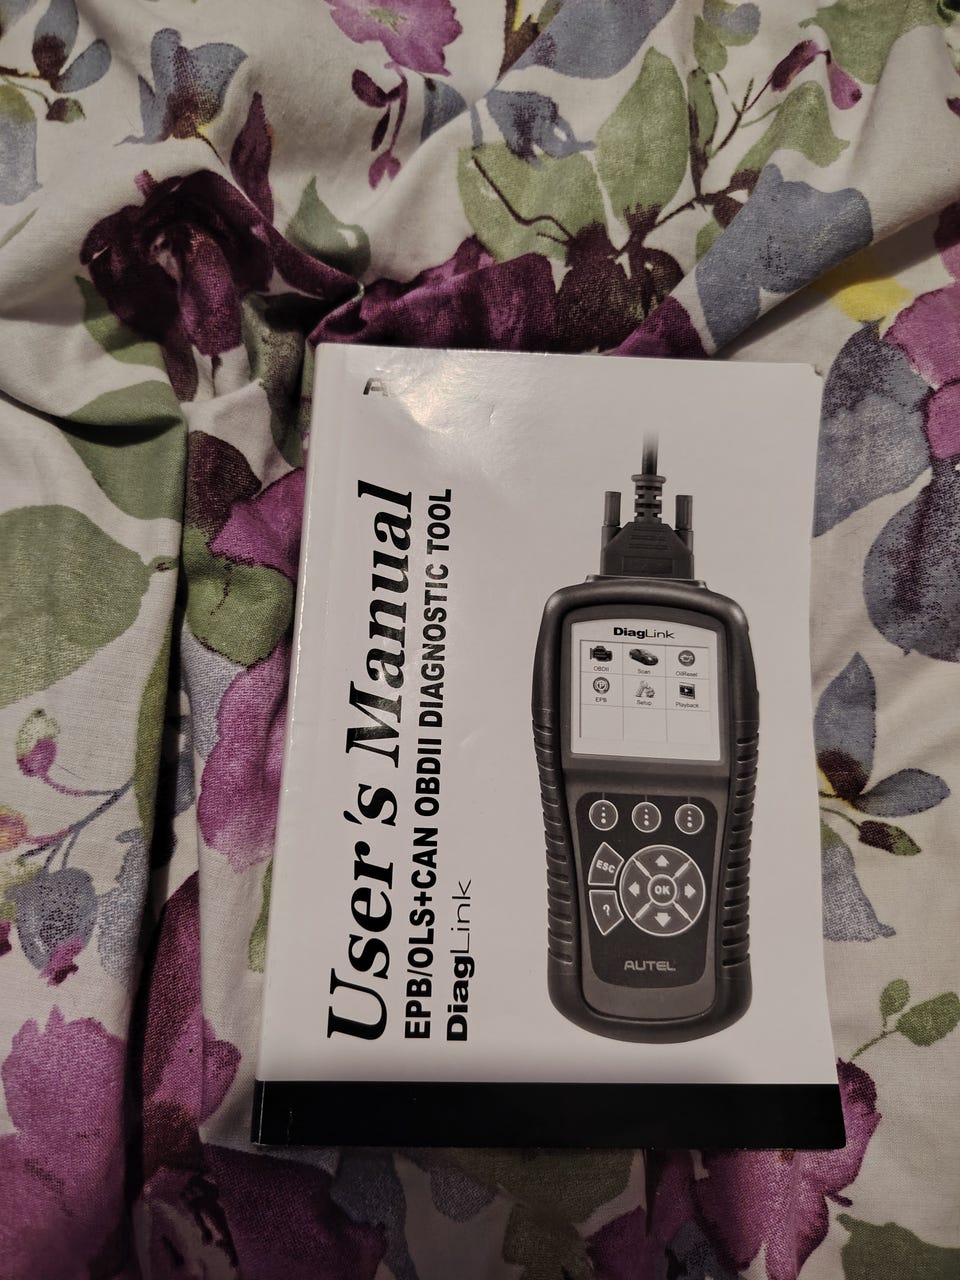 User's Manual
EPB/OLS+CAN OBDII DIAGNOSTIC TOOL
DiagLink
DiagLink
OBDII Scan OilReset
EPB Setup Playback
ESC
OK
?
AUTEL